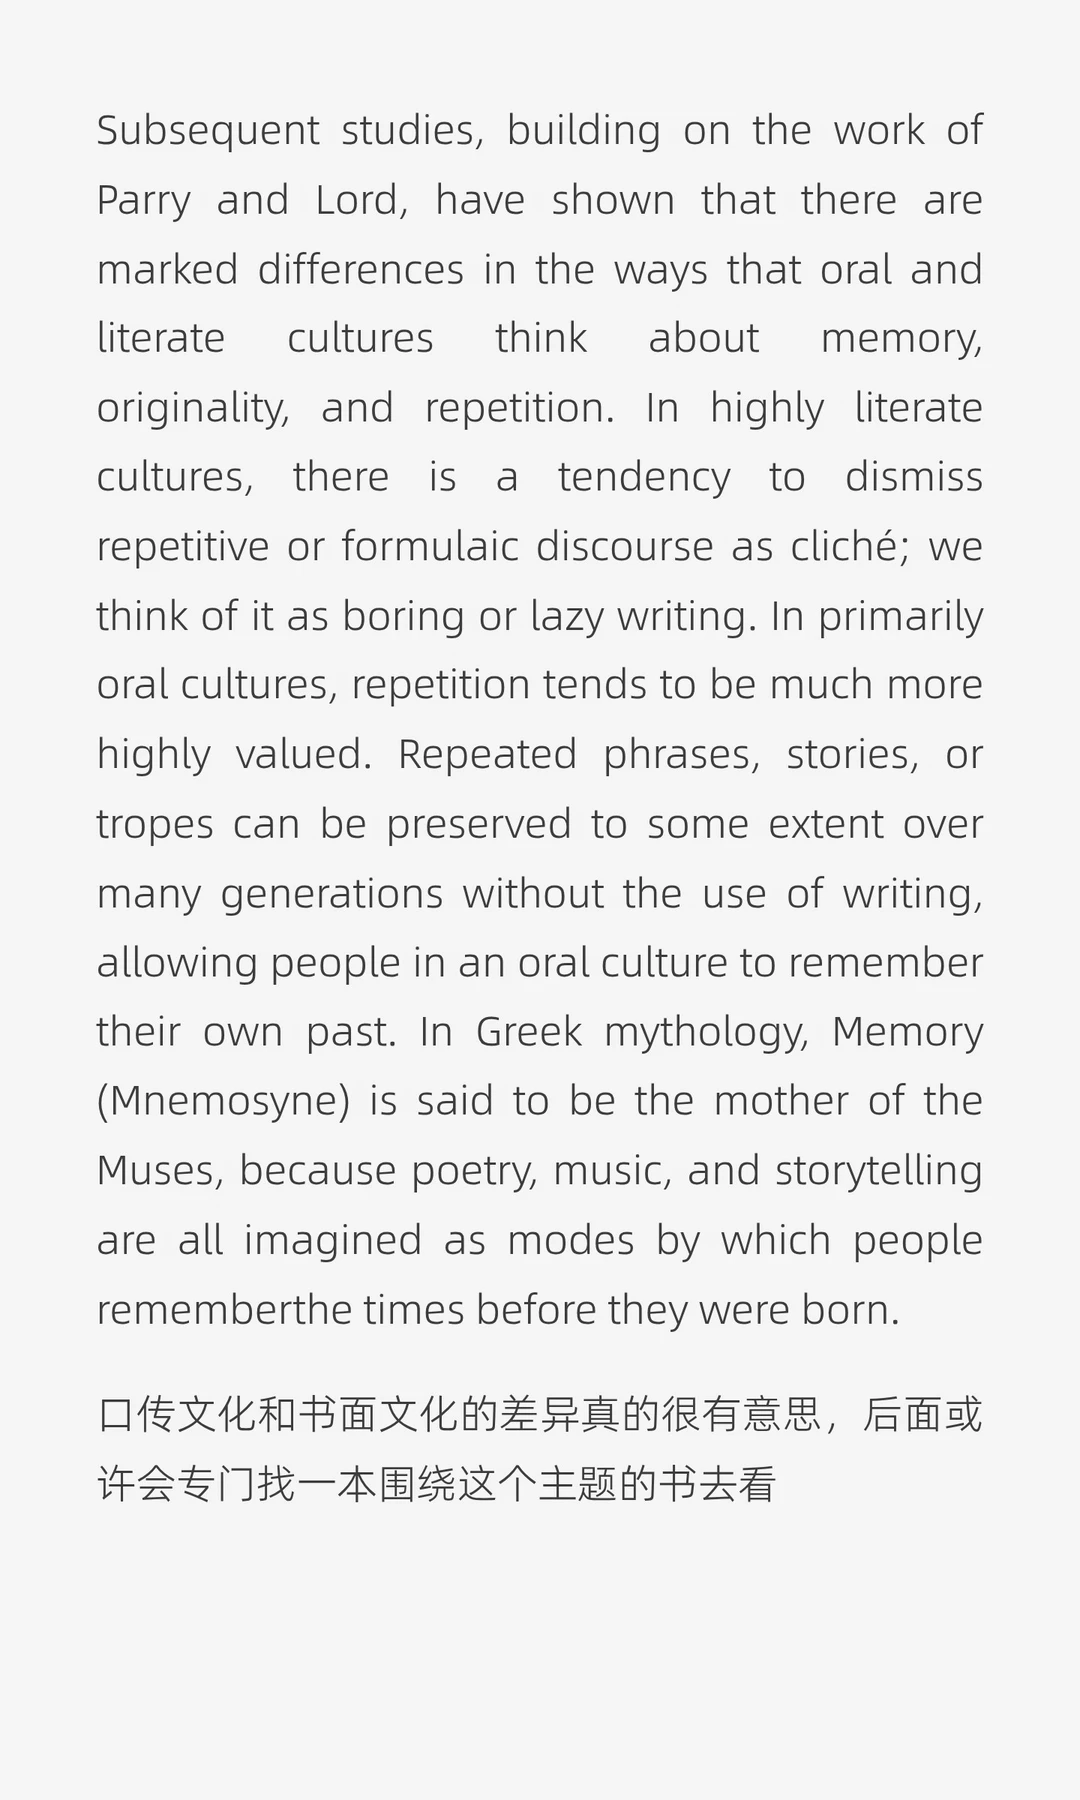 Subsequent studies, building on the work of
Parry and Lord, have shown that there are
marked differences in the ways that oral and
literate cultures think about memory,
originality, and repetition. In highly literate
cultures, there is a tendency to dismiss
repetitive or formulaic discourse as cliché; we
think of it as boring or lazy writing. In primarily
oral cultures, repetition tends to be much more
highly valued. Repeated phrases, stories, or
tropes can be preserved to some extent over
many generations without the use of writing,
allowing people in an oral culture to remember
their own past. In Greek mythology, Memory
(Mnemosyne) is said to be the mother of the
Muses, because poetry, music, and storytelling
are all imagined as modes by which people
rememberthe times before they were born.
口传文化和书面文化的差异真的很有意思，后面或
许会专门找一本围绕这个主题的书去看